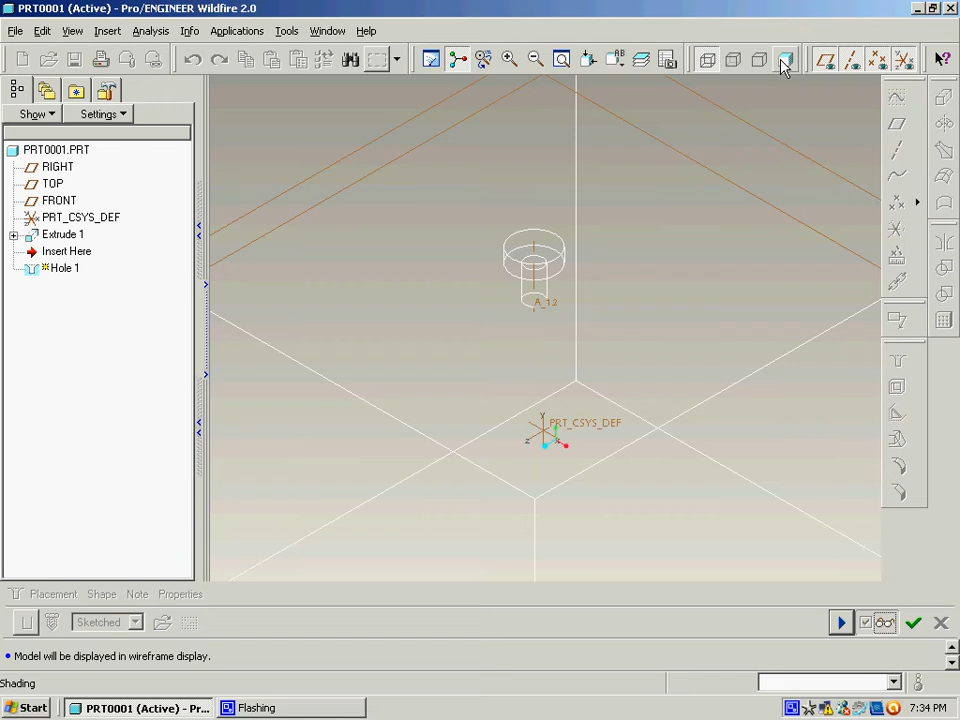 PRT0001 (Active) - Pro/ENGINEER Wildfire 2.0
File Edit View Insert Analysis Info Applications Tools Window Help
Show Settings
PRT0001.PRT
RIGHT
TOP
FRONT
PRT_CSYS_DEF
Extrude 1
Insert Here
Hole 1
A_12
y
PRT_CSYS_DEF
z x
Placement Shape Note Properties
Sketched
Model will be displayed in wireframe display.
Shading
Start PRT0001 (Active) - Pr... Flashing 7:34 PM